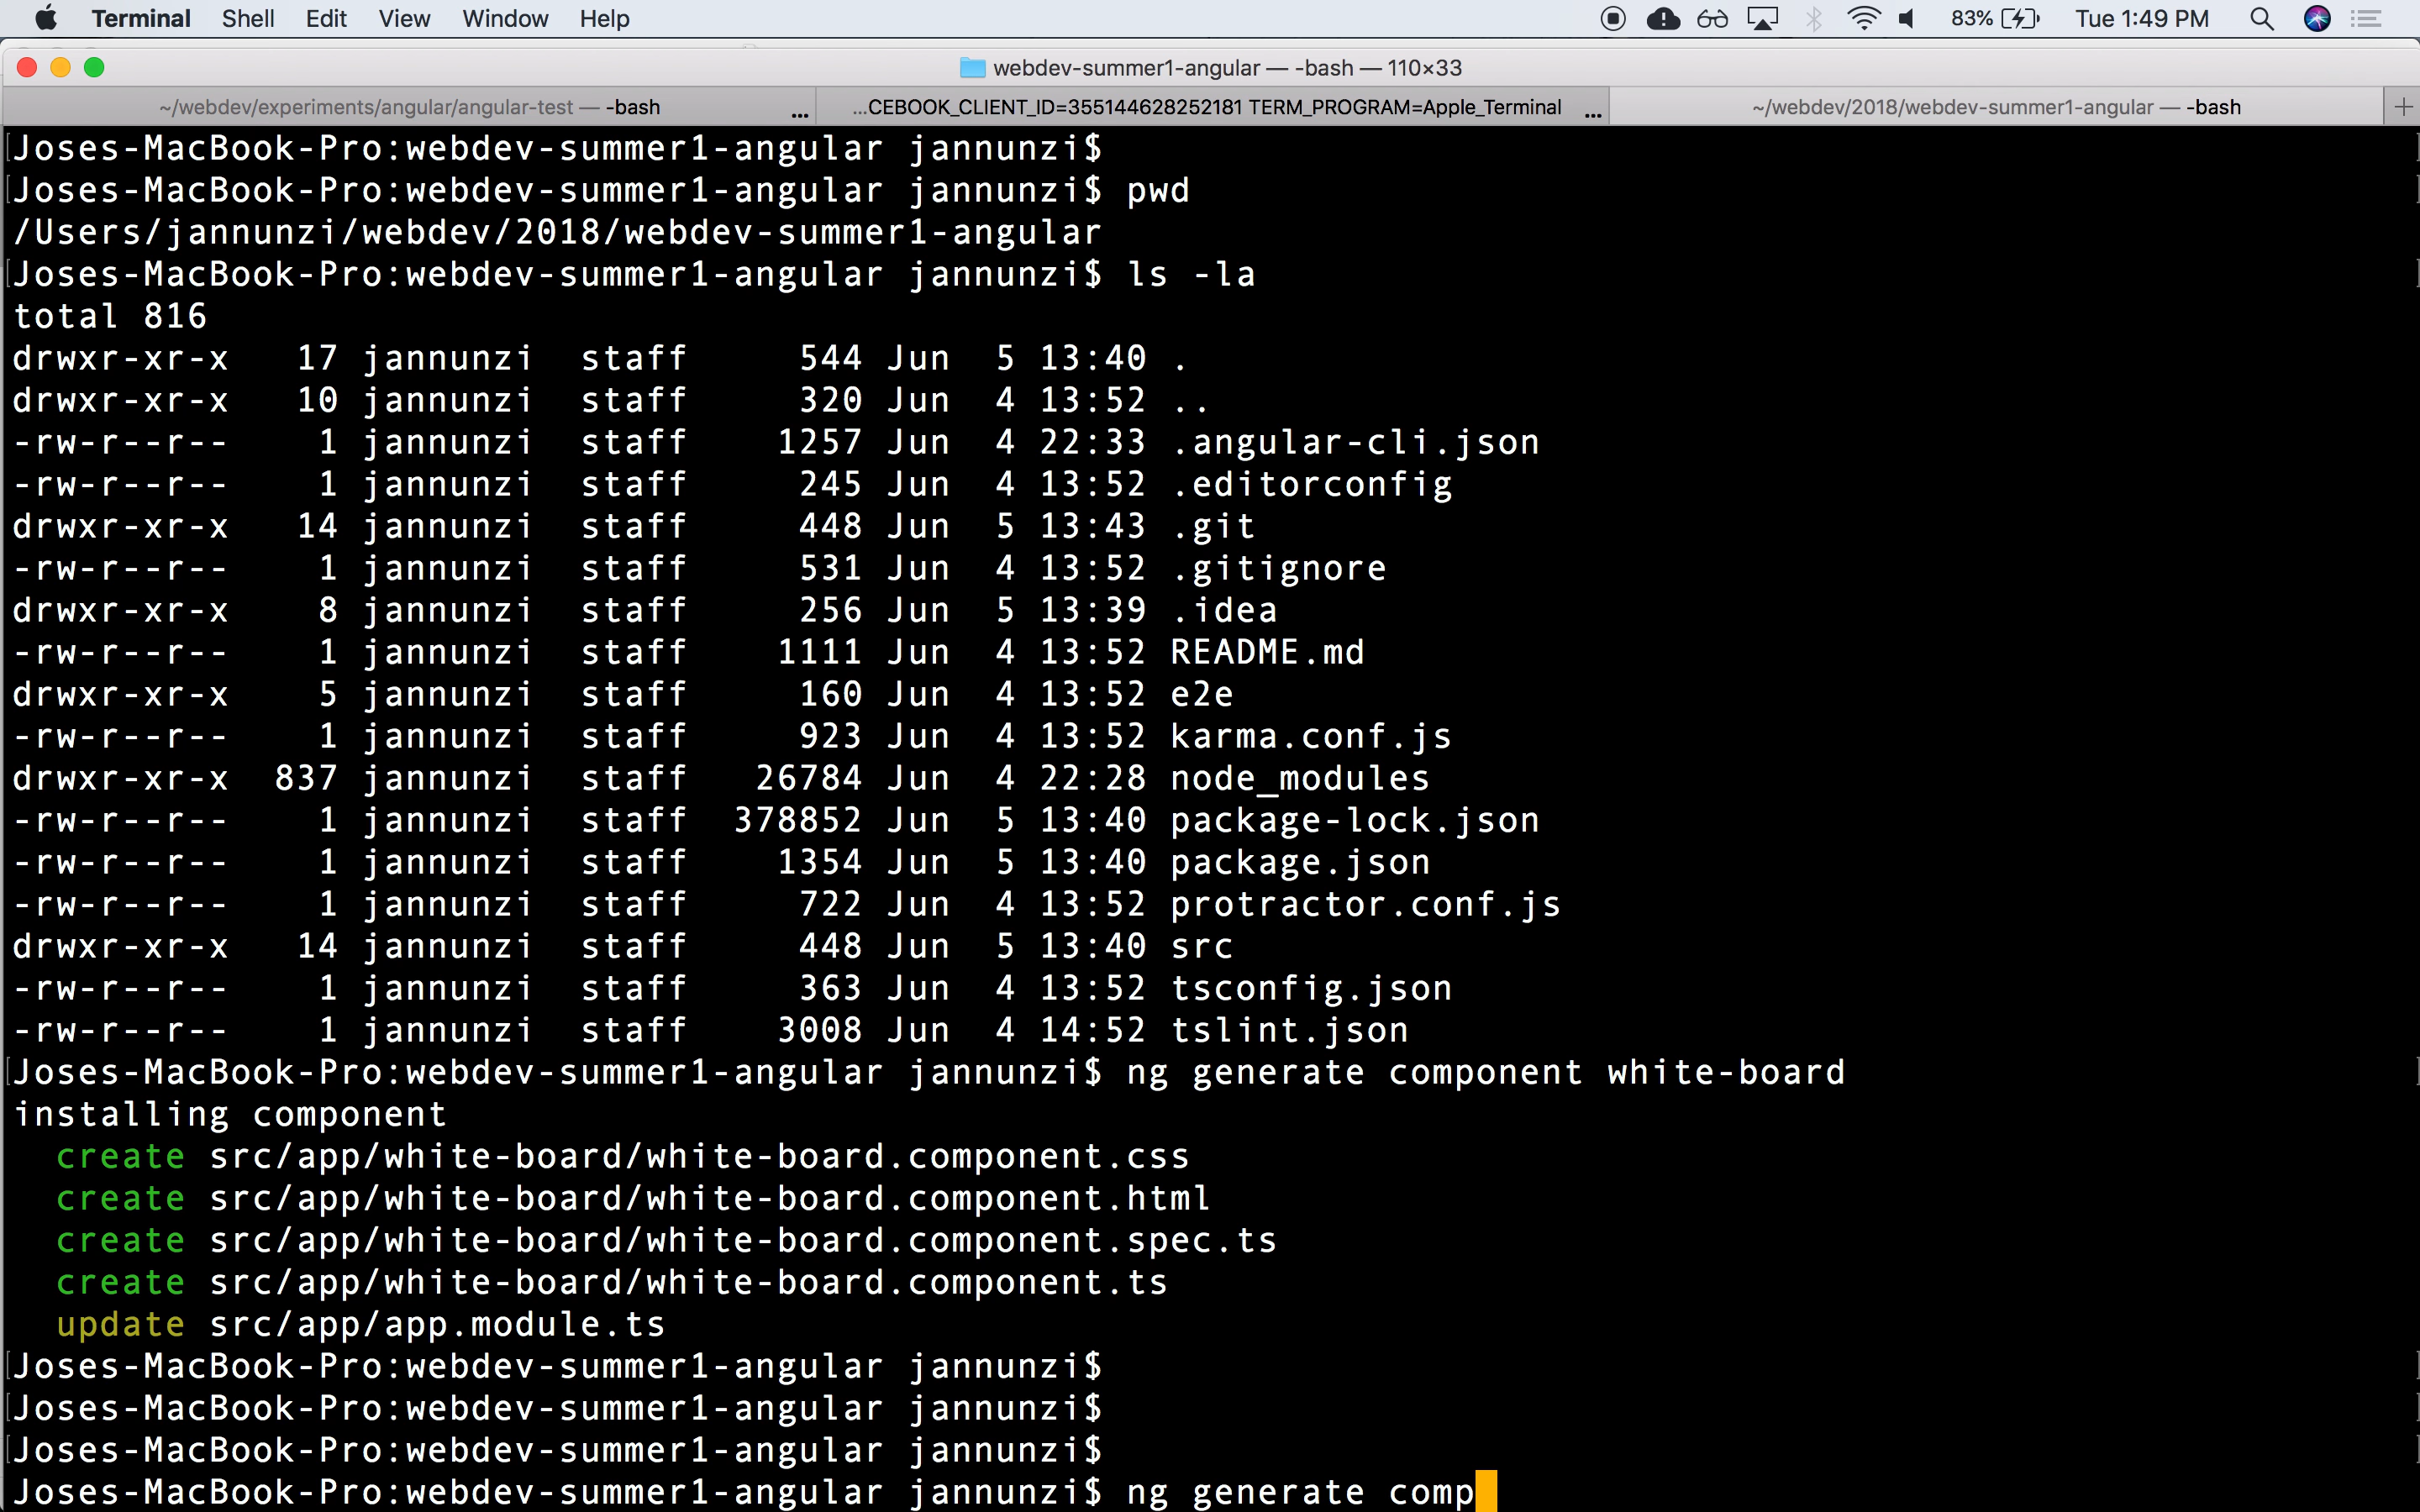 Terminal Shell Edit View Window Help 83% Tue 1:49 PM
webdev-summer1-angular — -bash — 110×33
~/webdev/experiments/angular/angular-test — -bash ... ...CEBOOK_CLIENT_ID=355144628252181 TERM_PROGRAM=Apple_Terminal ... ~/webdev/2018/webdev-summer1-angular — -bash +
[Joses-MacBook-Pro:webdev-summer1-angular jannunzi$ ]
[Joses-MacBook-Pro:webdev-summer1-angular jannunzi$ pwd ]
/Users/jannunzi/webdev/2018/webdev-summer1-angular
[Joses-MacBook-Pro:webdev-summer1-angular jannunzi$ ls -la ]
total 816
drwxr-xr-x   17 jannunzi  staff     544 Jun  5 13:40 .
drwxr-xr-x   10 jannunzi  staff     320 Jun  4 13:52 ..
-rw-r--r--    1 jannunzi  staff    1257 Jun  4 22:33 .angular-cli.json
-rw-r--r--    1 jannunzi  staff     245 Jun  4 13:52 .editorconfig
drwxr-xr-x   14 jannunzi  staff     448 Jun  5 13:43 .git
-rw-r--r--    1 jannunzi  staff     531 Jun  4 13:52 .gitignore
drwxr-xr-x    8 jannunzi  staff     256 Jun  5 13:39 .idea
-rw-r--r--    1 jannunzi  staff    1111 Jun  4 13:52 README.md
drwxr-xr-x    5 jannunzi  staff     160 Jun  4 13:52 e2e
-rw-r--r--    1 jannunzi  staff     923 Jun  4 13:52 karma.conf.js
drwxr-xr-x  837 jannunzi  staff   26784 Jun  4 22:28 node_modules
-rw-r--r--    1 jannunzi  staff  378852 Jun  5 13:40 package-lock.json
-rw-r--r--    1 jannunzi  staff    1354 Jun  5 13:40 package.json
-rw-r--r--    1 jannunzi  staff     722 Jun  4 13:52 protractor.conf.js
drwxr-xr-x   14 jannunzi  staff     448 Jun  5 13:40 src
-rw-r--r--    1 jannunzi  staff     363 Jun  4 13:52 tsconfig.json
-rw-r--r--    1 jannunzi  staff    3008 Jun  4 14:52 tslint.json
[Joses-MacBook-Pro:webdev-summer1-angular jannunzi$ ng generate component white-board ]
installing component
  create src/app/white-board/white-board.component.css
  create src/app/white-board/white-board.component.html
  create src/app/white-board/white-board.component.spec.ts
  create src/app/white-board/white-board.component.ts
  update src/app/app.module.ts
[Joses-MacBook-Pro:webdev-summer1-angular jannunzi$ ]
[Joses-MacBook-Pro:webdev-summer1-angular jannunzi$ ]
[Joses-MacBook-Pro:webdev-summer1-angular jannunzi$ ]
Joses-MacBook-Pro:webdev-summer1-angular jannunzi$ ng generate comp